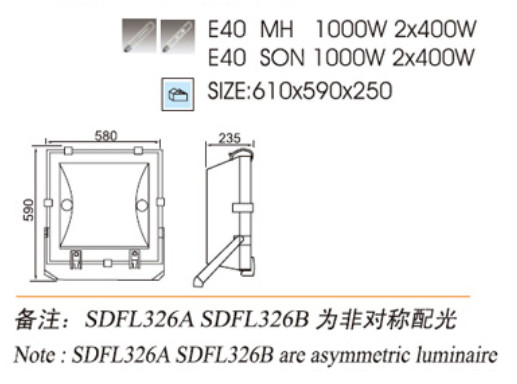 E40 MH 1000W 2x400W
E40 SON 1000W 2x400W
SIZE:610x590x250
580
235
590
备注：SDFL326A SDFL326B 为非对称配光
Note : SDFL326A SDFL326B are asymmetric luminaire